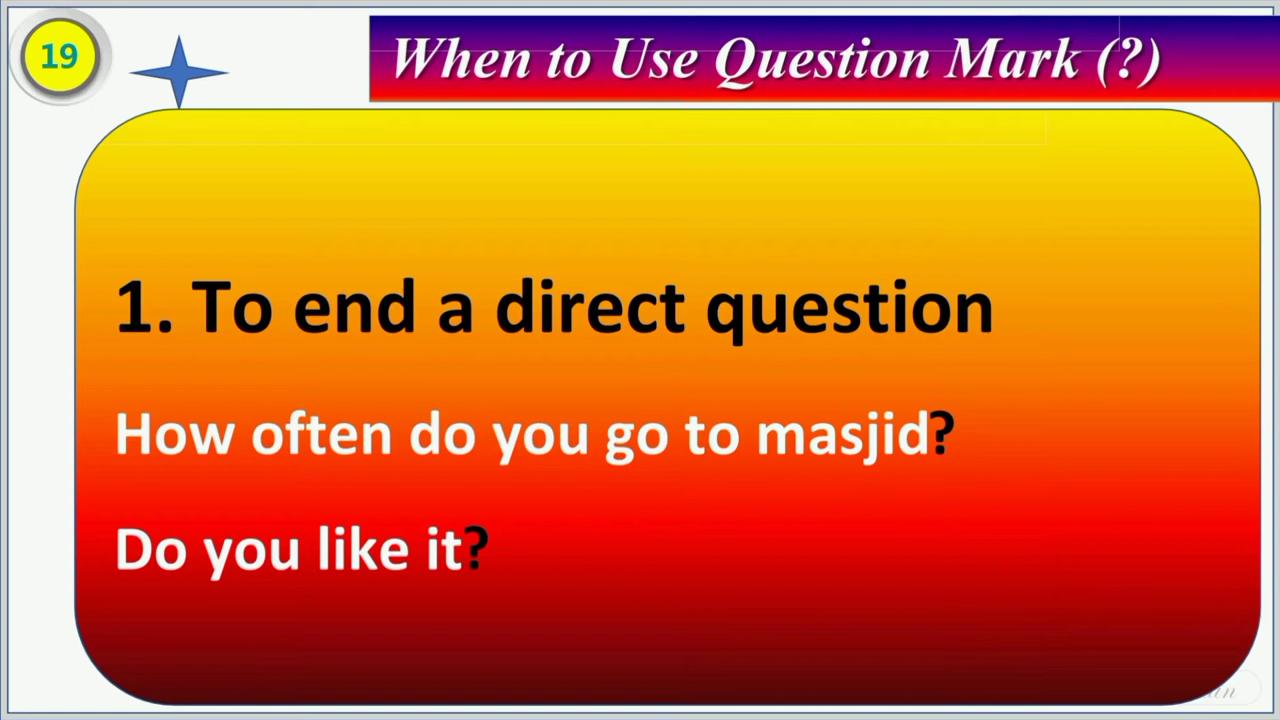 19
When to Use Question Mark (?)
1. To end a direct question
How often do you go to masjid?
Do you like it?